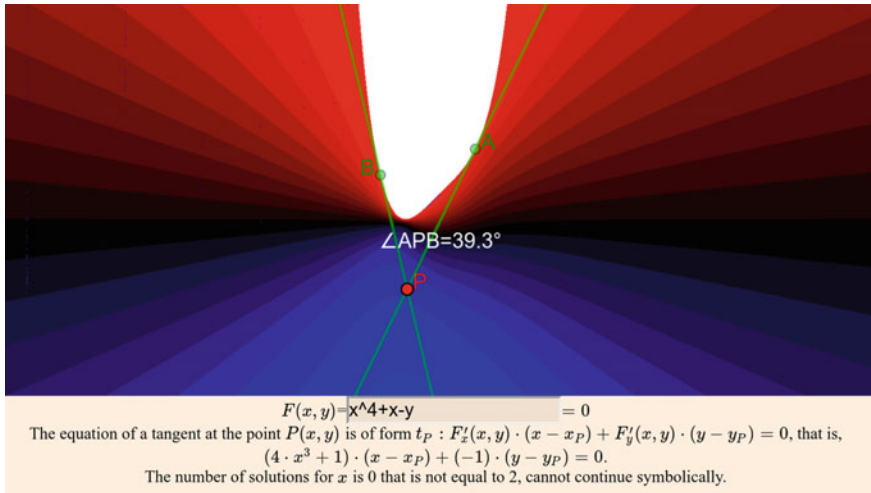 B
A
∠APB=39.3°
P
F(x, y)=x^4+x-y = 0
The equation of a tangent at the point P(x, y) is of form t_P : F′_x(x, y) · (x − x_P) + F′_y(x, y) · (y − y_P) = 0, that is,
(4 · x³ + 1) · (x − x_P) + (−1) · (y − y_P) = 0.
The number of solutions for x is 0 that is not equal to 2, cannot continue symbolically.